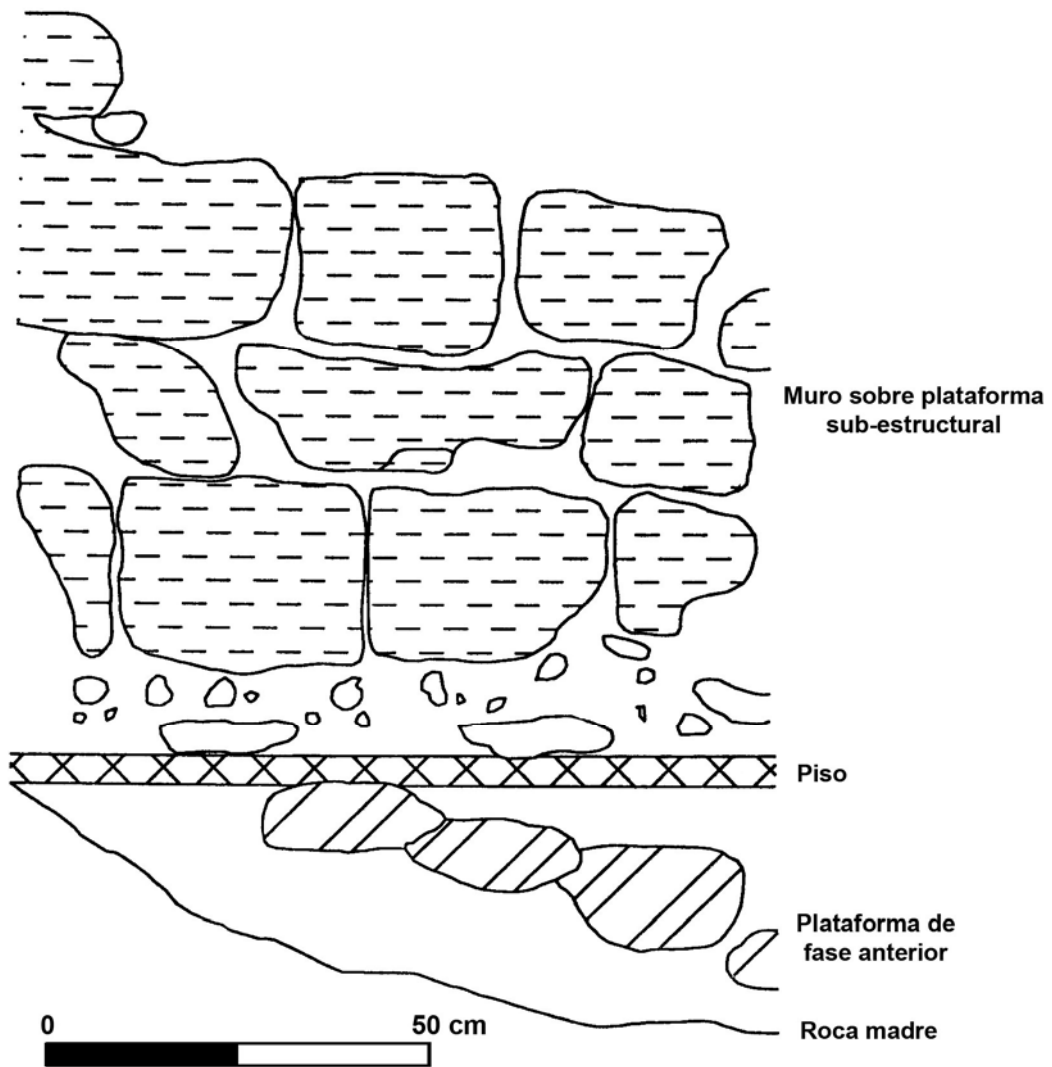 Muro sobre plataforma
sub-estructural
Piso
Plataforma de
fase anterior
Roca madre
0 50 cm